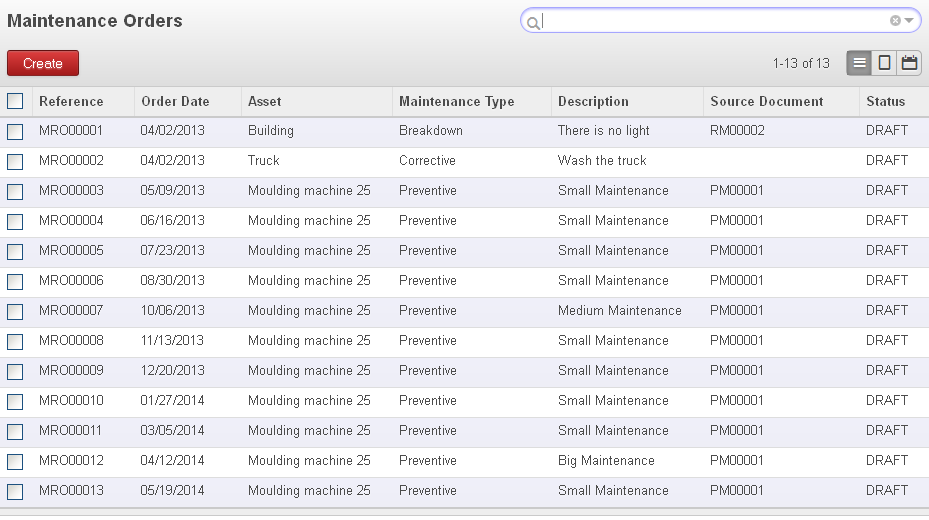 Maintenance Orders
Create 1-13 of 13
Reference Order Date Asset Maintenance Type Description Source Document Status
MRO00001 04/02/2013 Building Breakdown There is no light RM00002 DRAFT
MRO00002 04/02/2013 Truck Corrective Wash the truck DRAFT
MRO00003 05/09/2013 Moulding machine 25 Preventive Small Maintenance PM00001 DRAFT
MRO00004 06/16/2013 Moulding machine 25 Preventive Small Maintenance PM00001 DRAFT
MRO00005 07/23/2013 Moulding machine 25 Preventive Small Maintenance PM00001 DRAFT
MRO00006 08/30/2013 Moulding machine 25 Preventive Small Maintenance PM00001 DRAFT
MRO00007 10/06/2013 Moulding machine 25 Preventive Medium Maintenance PM00001 DRAFT
MRO00008 11/13/2013 Moulding machine 25 Preventive Small Maintenance PM00001 DRAFT
MRO00009 12/20/2013 Moulding machine 25 Preventive Small Maintenance PM00001 DRAFT
MRO00010 01/27/2014 Moulding machine 25 Preventive Small Maintenance PM00001 DRAFT
MRO00011 03/05/2014 Moulding machine 25 Preventive Small Maintenance PM00001 DRAFT
MRO00012 04/12/2014 Moulding machine 25 Preventive Big Maintenance PM00001 DRAFT
MRO00013 05/19/2014 Moulding machine 25 Preventive Small Maintenance PM00001 DRAFT